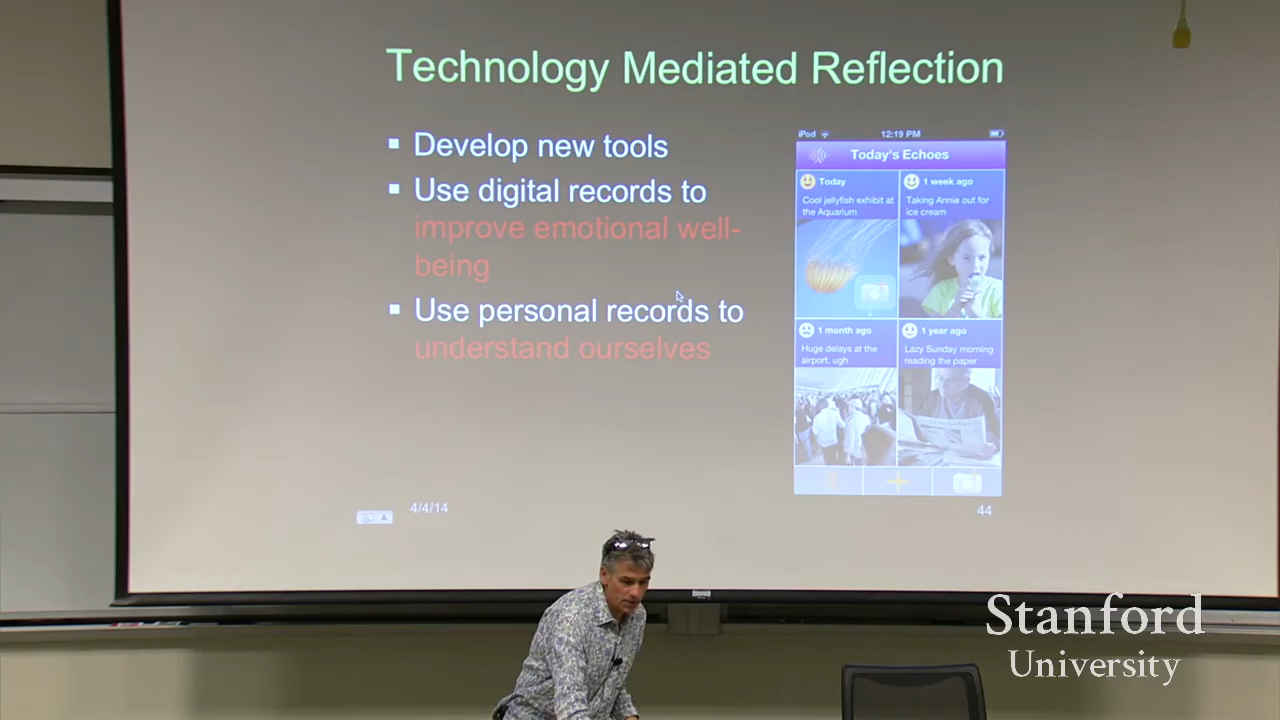 Technology Mediated Reflection
▪ Develop new tools
▪ Use digital records to
improve emotional well-
being
▪ Use personal records to
understand ourselves
iPod 12:19 PM
Today's Echoes
Today
Cool jellyfish exhibit at
the Aquarium
1 week ago
Taking Annie out for
ice cream
1 month ago
Huge delays at the
airport, ugh
1 year ago
Lazy Sunday morning
reading the paper
4/4/14
44
Stanford
University